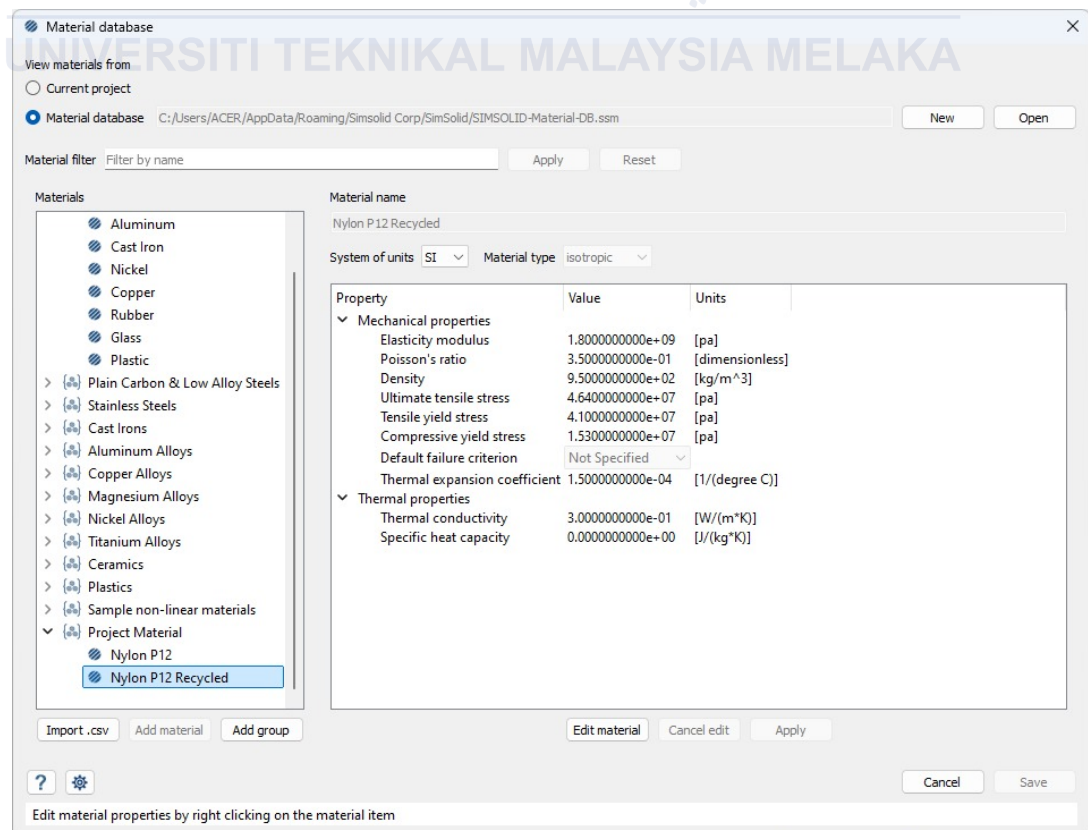 Material database
UNIVERSITI TEKNIKAL MALAYSIA MELAKA
View materials from
Current project
Material database C:/Users/ACER/AppData/Roaming/Simsolid Corp/SimSolid/SIMSOLID-Material-DB.ssm New Open
Material filter Filter by name Apply Reset
Materials
Aluminum
Cast Iron
Nickel
Copper
Rubber
Glass
Plastic
Plain Carbon & Low Alloy Steels
Stainless Steels
Cast Irons
Aluminum Alloys
Copper Alloys
Magnesium Alloys
Nickel Alloys
Titanium Alloys
Ceramics
Plastics
Sample non-linear materials
Project Material
Nylon P12
Nylon P12 Recycled
Import .csv Add material Add group
Material name
Nylon P12 Recycled
System of units SI Material type isotropic
Property Value Units
Mechanical properties
Elasticity modulus 1.8000000000e+09 [pa]
Poisson's ratio 3.5000000000e-01 [dimensionless]
Density 9.5000000000e+02 [kg/m^3]
Ultimate tensile stress 4.6400000000e+07 [pa]
Tensile yield stress 4.1000000000e+07 [pa]
Compressive yield stress 1.5300000000e+07 [pa]
Default failure criterion Not Specified
Thermal expansion coefficient 1.5000000000e-04 [1/(degree C)]
Thermal properties
Thermal conductivity 3.0000000000e-01 [W/(m*K)]
Specific heat capacity 0.0000000000e+00 [J/(kg*K)]
Edit material Cancel edit Apply
? Cancel Save
Edit material properties by right clicking on the material item